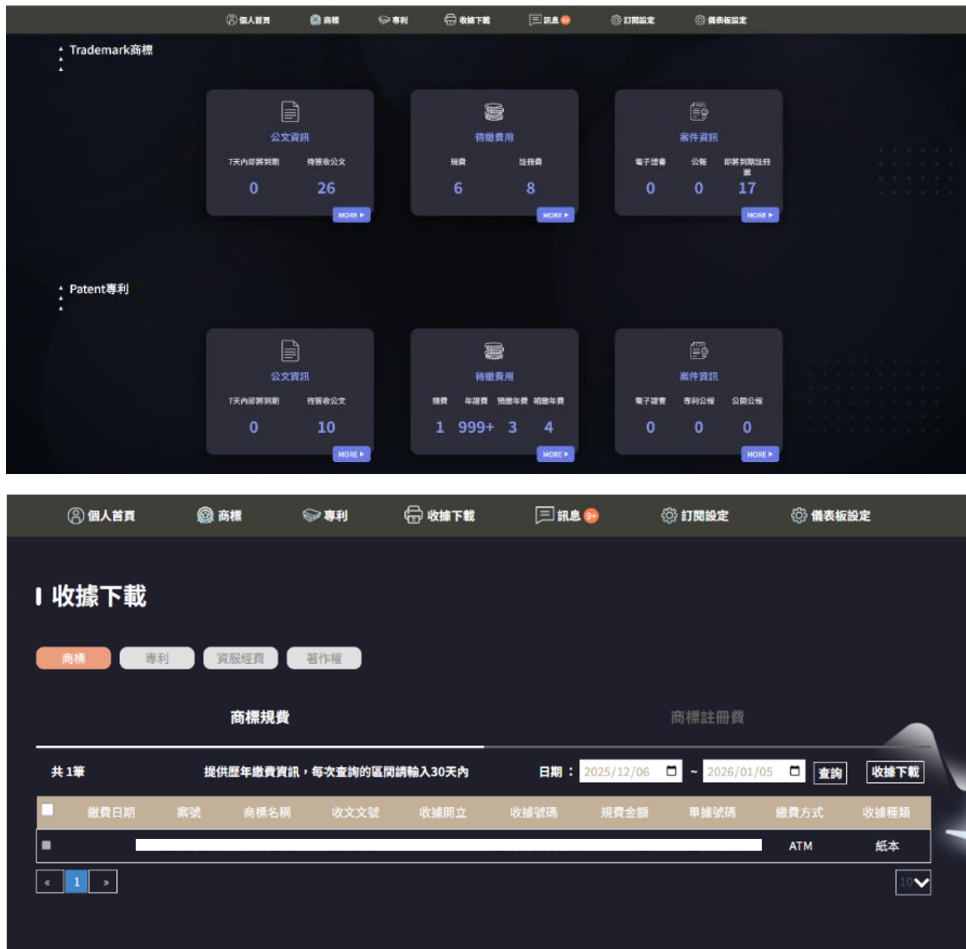 個人首頁 商標 專利 收據下載 訊息 9+ 訂閱設定 儀表板設定
Trademark商標
公文資訊 待繳費用 案件資訊
7天內即將到期 待簽收公文 規費 註冊費 電子證書 公報 即將到期註冊案
0 26 6 8 0 0 17
MORE MORE MORE
Patent專利
公文資訊 待繳費用 案件資訊
7天內即將到期 待簽收公文 規費 年證費 預繳年費 補繳年費 電子證書 專利公報 公開公報
0 10 1 999+ 3 4 0 0 0
MORE MORE MORE
個人首頁 商標 專利 收據下載 訊息 9+ 訂閱設定 儀表板設定
收據下載
商標 專利 資服經費 著作權
商標規費 商標註冊費
共 1筆 提供歷年繳費資訊,每次查詢的區間請輸入30天內 日期: 2025/12/06 ~ 2026/01/05 查詢 收據下載
繳費日期 案號 商標名稱 收文文號 收據開立 收據號碼 規費金額 單據號碼 繳費方式 收據種類
ATM 紙本
« 1 » 10